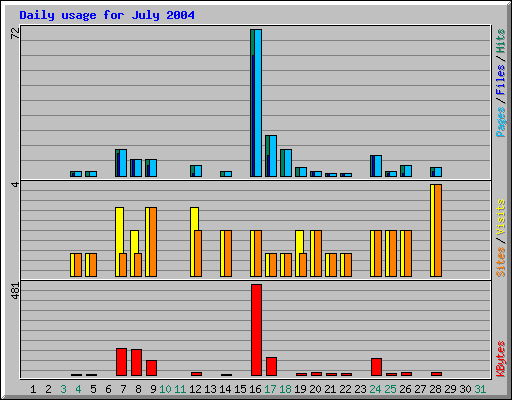 Daily usage for July 2004
72
Pages / Files / Hits
4
Sites / Visits
481
KBytes
1 2 3 4 5 6 7 8 9 10 11 12 13 14 15 16 17 18 19 20 21 22 23 24 25 26 27 28 29 30 31